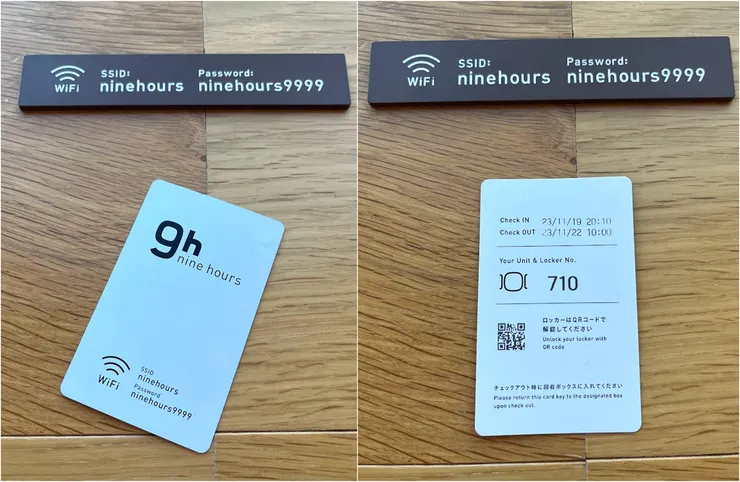 SSID:
ninehours
Password:
ninehours9999
WiFi
gh
nine hours
WiFi
SSID
ninehours
Password
ninehours9999
SSID:
ninehours
Password:
ninehours9999
WiFi
Check IN 23/11/19 20:10
Check OUT 23/11/22 10:00
Your Unit & Locker No.
710
ロッカーはQRコードで
解錠してください
Unlock your locker with
QR code
チェックアウト時に回収ボックスに入れてください
Please return this card key to the designated box
upon check out.